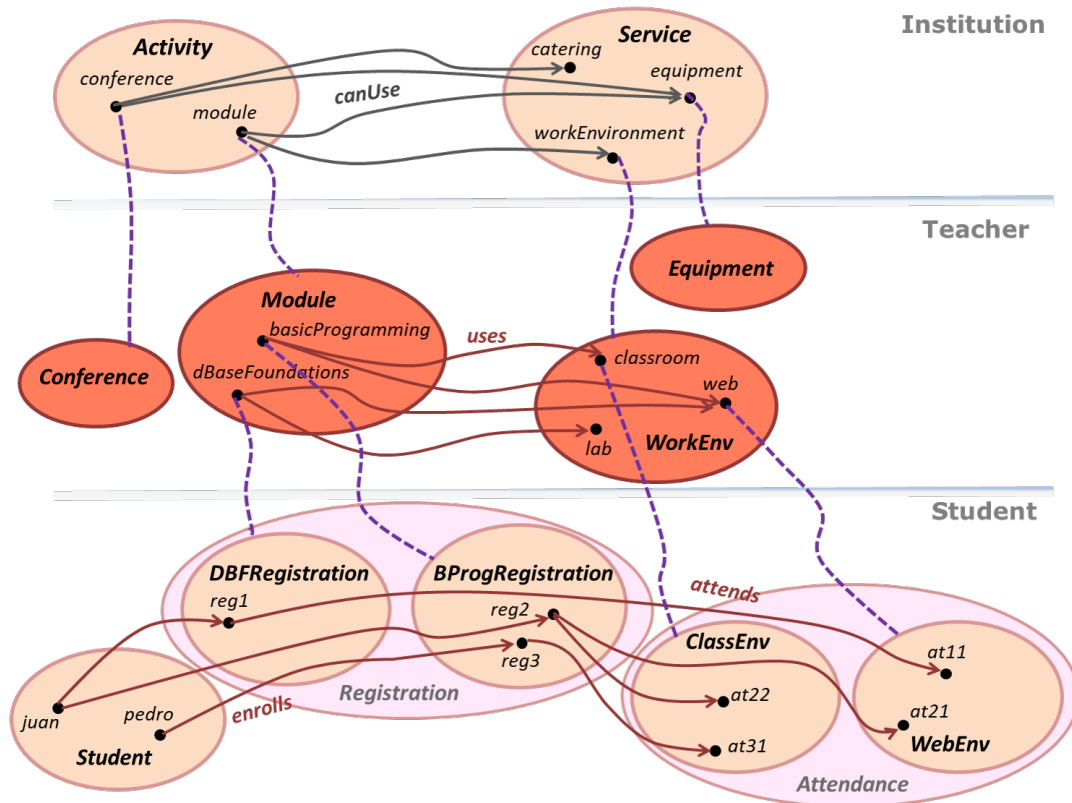 Institution
Activity
Service
catering
conference
equipment
canUse
module
workEnvironment
Teacher
Equipment
Module
basicProgramming
uses
classroom
Conference
dBaseFoundations
web
lab
WorkEnv
Student
DBFRegistration
BProgRegistration
reg1
reg2
attends
reg3
ClassEnv
at11
Registration
enrolls
juan
pedro
at22
at21
Student
at31
WebEnv
Attendance